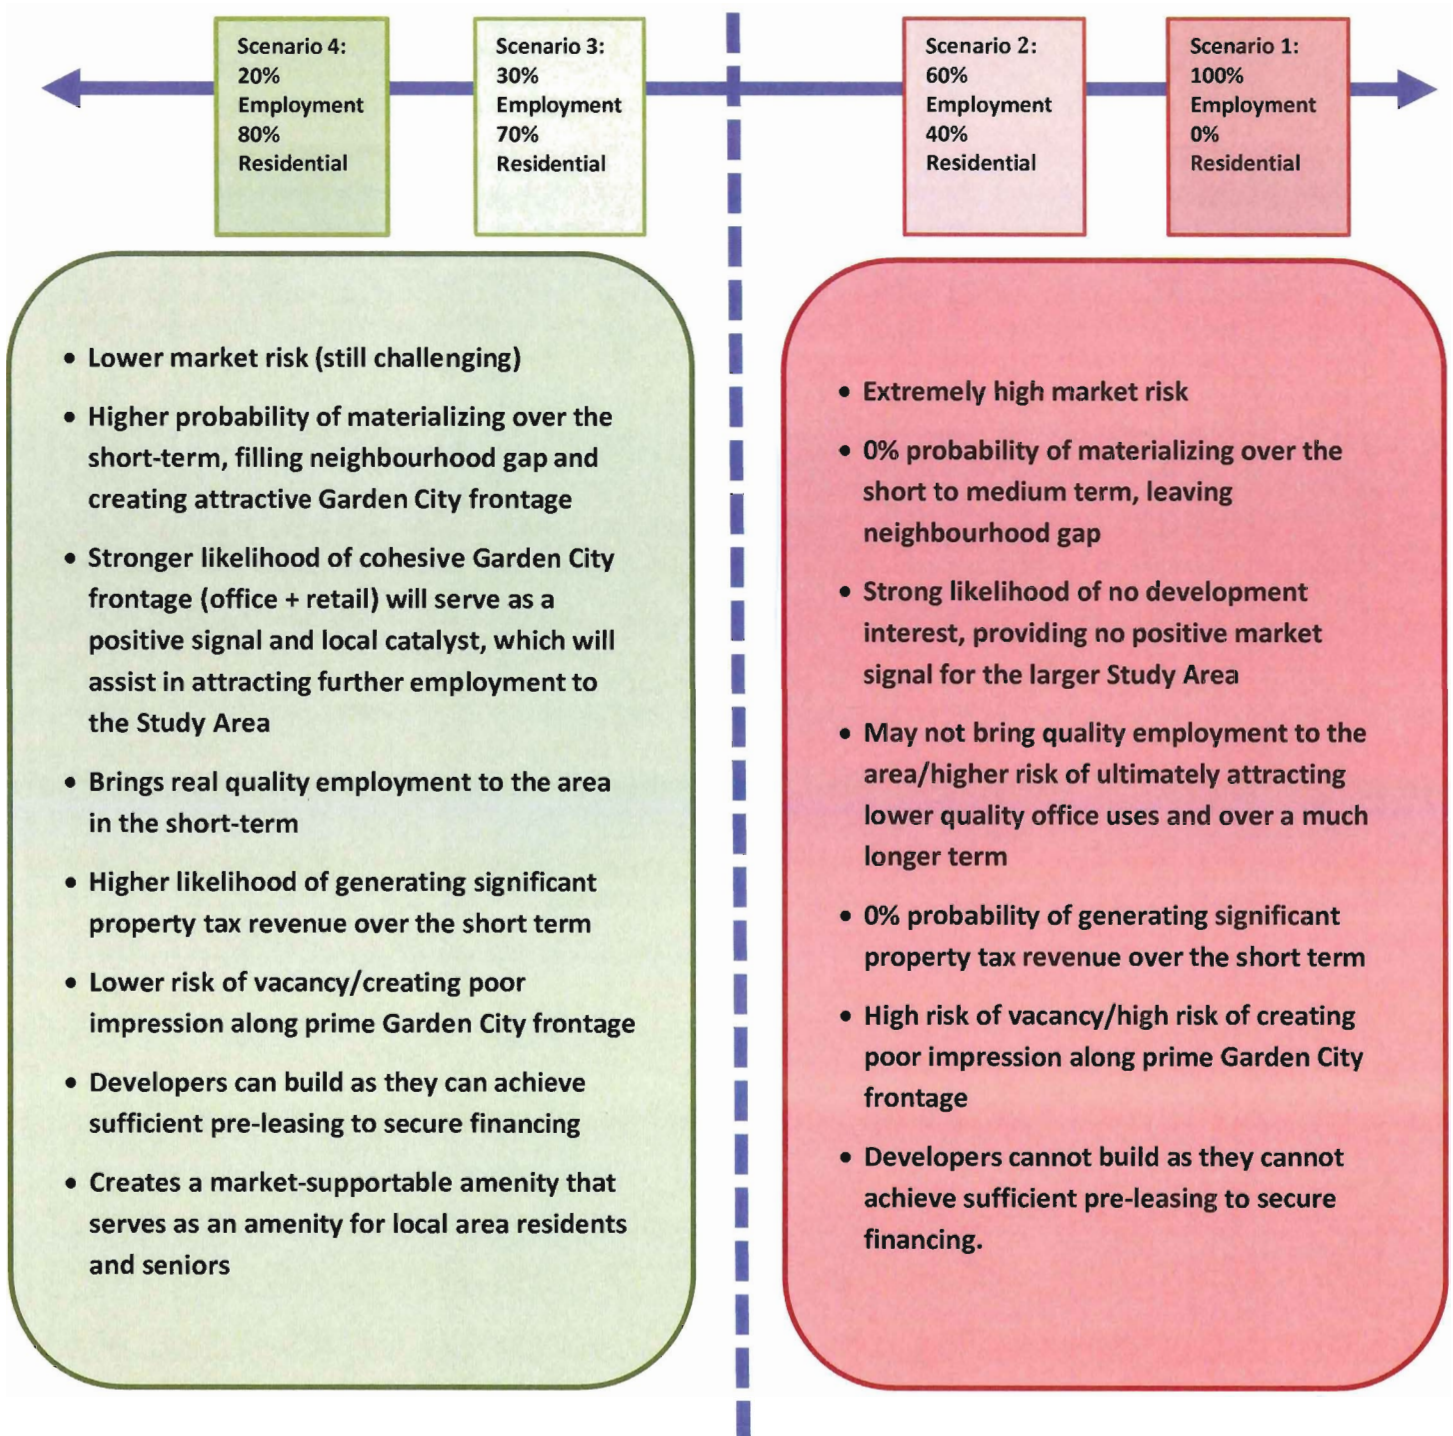 Scenario 4:
20%
Employment
80%
Residential
Scenario 3:
30%
Employment
70%
Residential
Scenario 2:
60%
Employment
40%
Residential
Scenario 1:
100%
Employment
0%
Residential
• Lower market risk (still challenging)
• Higher probability of materializing over the
short-term, filling neighbourhood gap and
creating attractive Garden City frontage
• Stronger likelihood of cohesive Garden City
frontage (office + retail) will serve as a
positive signal and local catalyst, which will
assist in attracting further employment to
the Study Area
• Brings real quality employment to the area
in the short-term
• Higher likelihood of generating significant
property tax revenue over the short term
• Lower risk of vacancy/creating poor
impression along prime Garden City frontage
• Developers can build as they can achieve
sufficient pre-leasing to secure financing
• Creates a market-supportable amenity that
serves as an amenity for local area residents
and seniors
• Extremely high market risk
• 0% probability of materializing over the
short to medium term, leaving
neighbourhood gap
• Strong likelihood of no development
interest, providing no positive market
signal for the larger Study Area
• May not bring quality employment to the
area/higher risk of ultimately attracting
lower quality office uses and over a much
longer term
• 0% probability of generating significant
property tax revenue over the short term
• High risk of vacancy/high risk of creating
poor impression along prime Garden City
frontage
• Developers cannot build as they cannot
achieve sufficient pre-leasing to secure
financing.